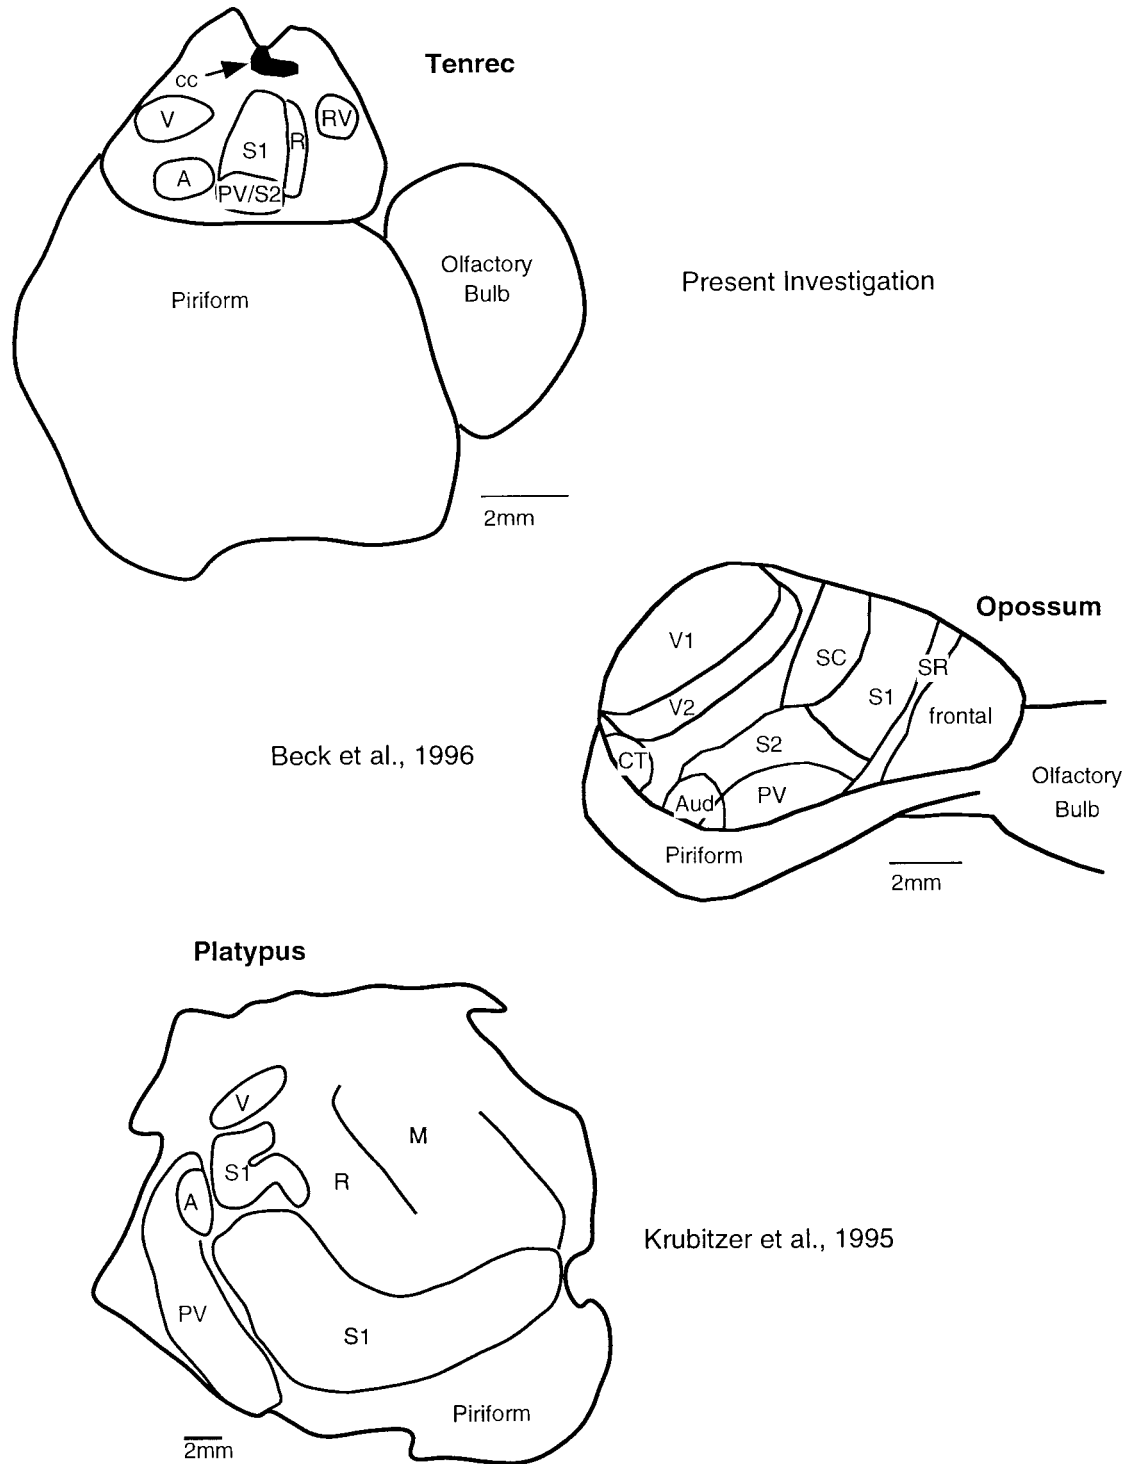 Tenrec
cc
V
RV
R
S1
A
PV/S2
Olfactory
Bulb
Piriform
Present Investigation
2mm
Opossum
V1
SC
SR
S1
V2
frontal
S2
Beck et al., 1996
CT
Olfactory
Bulb
Aud
PV
Piriform
2mm
Platypus
V
M
S1
R
A
Krubitzer et al., 1995
PV
S1
Piriform
2mm